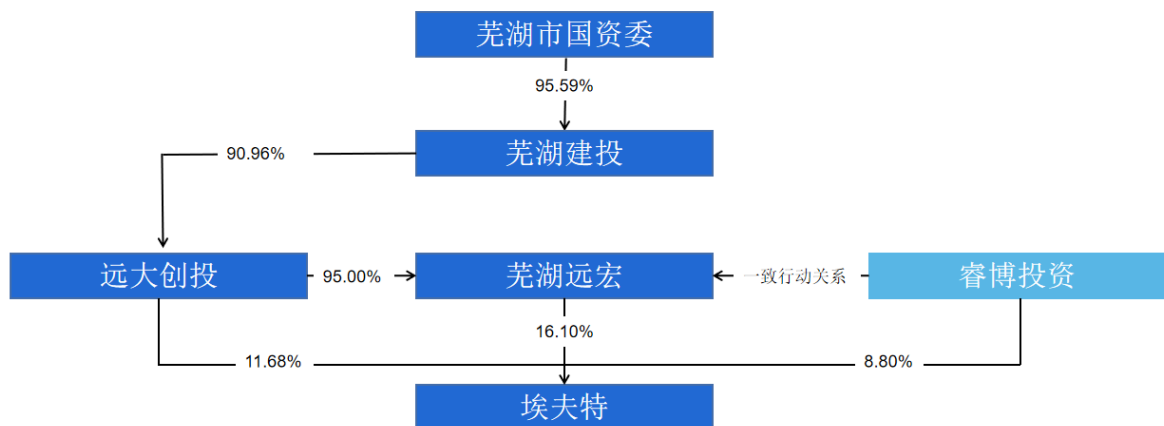 芜湖市国资委
95.59%
芜湖建投
90.96%
远大创投
95.00%
芜湖远宏
一致行动关系
睿博投资
16.10%
11.68%
8.80%
埃夫特